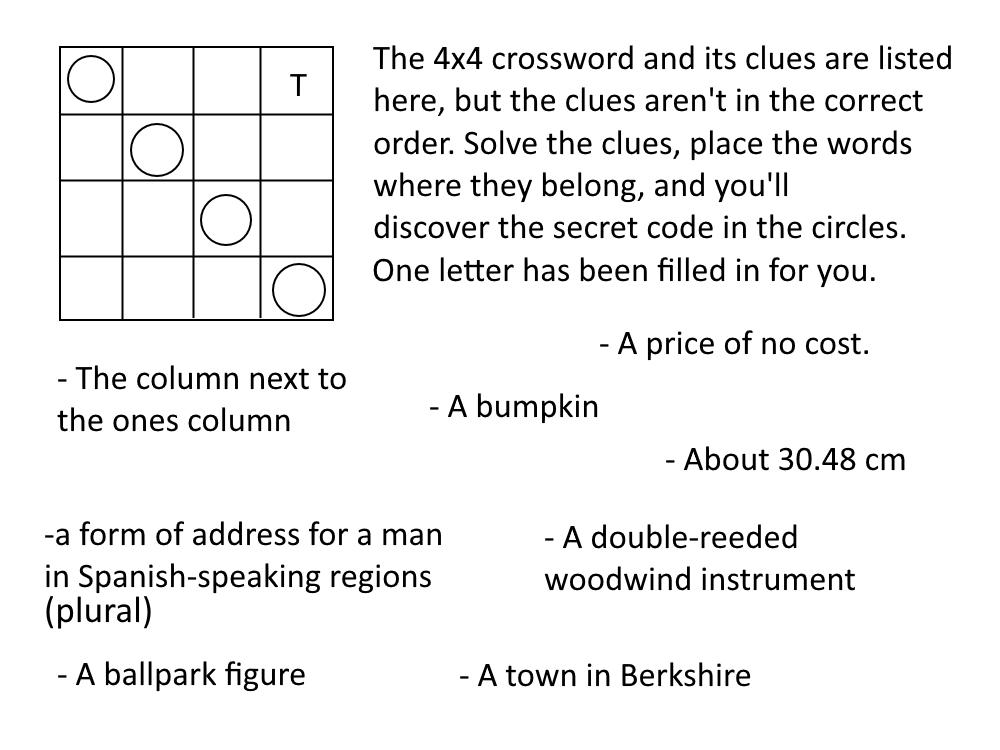 T
The 4x4 crossword and its clues are listed
here, but the clues aren't in the correct
order. Solve the clues, place the words
where they belong, and you'll
discover the secret code in the circles.
One letter has been filled in for you.
- A price of no cost.
- The column next to
the ones column
- A bumpkin
- About 30.48 cm
-a form of address for a man
in Spanish-speaking regions
(plural)
- A double-reeded
woodwind instrument
- A ballpark figure
- A town in Berkshire